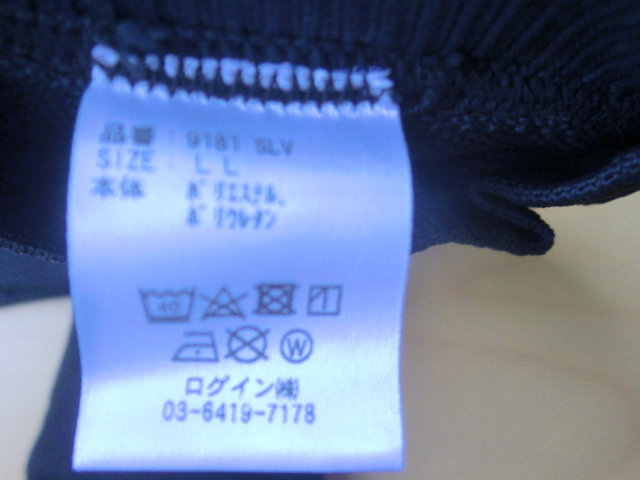 品番 : 9181 SLV
SIZE : L L
本体 ポリエステル、
ポリウレタン
40
W
ログイン㈱
03-6419-7178